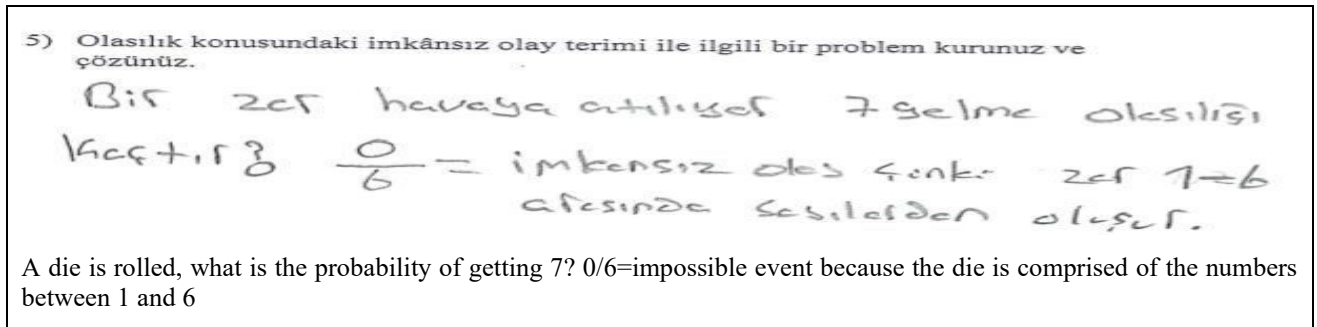 5) Olasılık konusundaki imkânsız olay terimi ile ilgili bir problem kurunuz ve
çözünüz.
Bir zar havaya atılıyor 7 gelme olasılığı
Kaçtır? 0/6 = imkansız olay çünkü zar 1-6
arasında sayılardan oluşur.
A die is rolled, what is the probability of getting 7? 0/6=impossible event because the die is comprised of the numbers
between 1 and 6